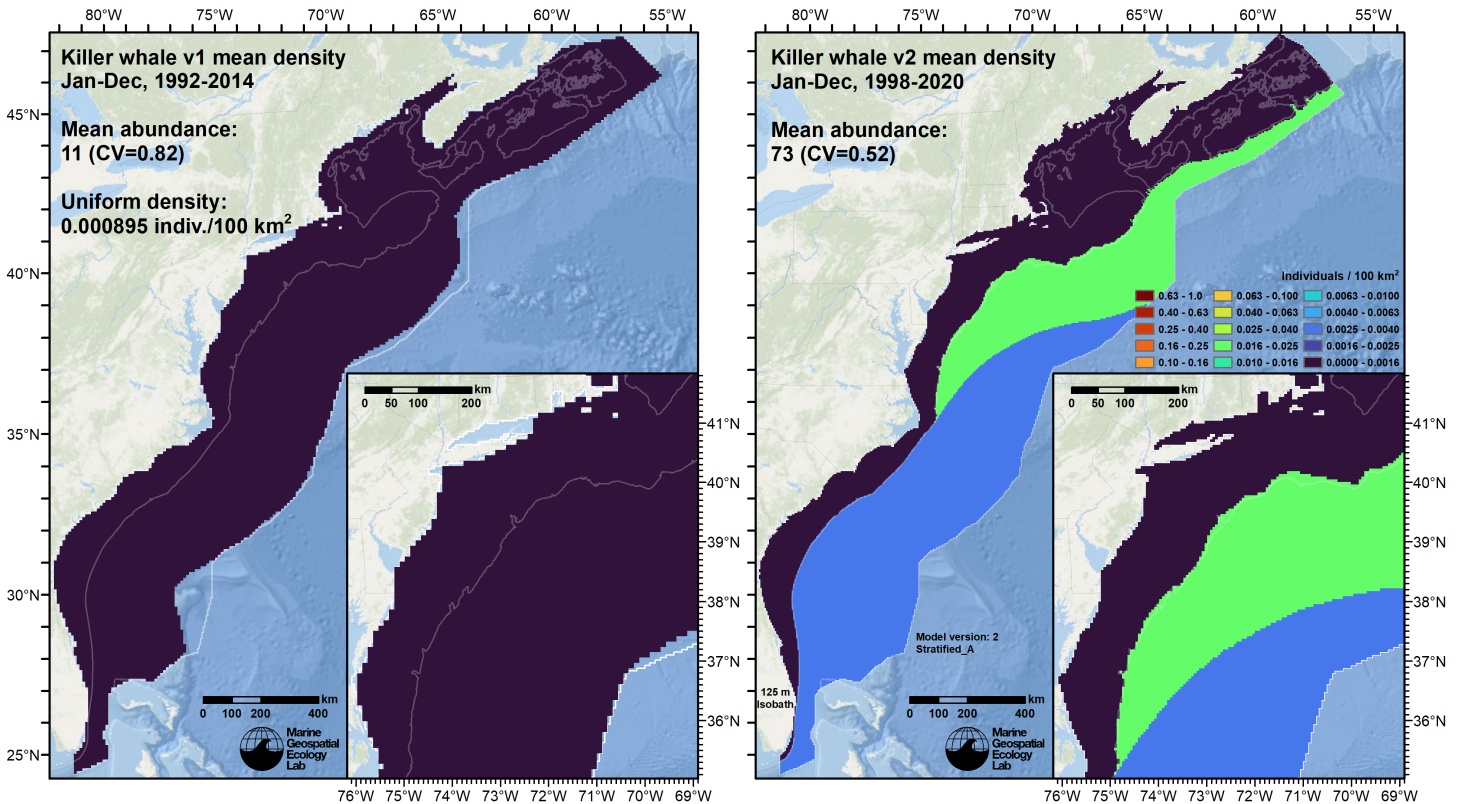 80°W 75°W 70°W 65°W 60°W 55°W
80°W 75°W 70°W 65°W 60°W 55°W
Killer whale v1 mean density
Jan-Dec, 1992-2014
Mean abundance:
11 (CV=0.82)
Uniform density:
0.000895 indiv./100 km2
45°N
40°N
35°N
30°N
25°N
km
0 50 100 200
41°N
40°N
39°N
38°N
37°N
36°N
km
0 100 200 400
Marine
Geospatial
Ecology
Lab
76°W 75°W 74°W 73°W 72°W 71°W 70°W 69°W
Killer whale v2 mean density
Jan-Dec, 1998-2020
Mean abundance:
73 (CV=0.52)
Individuals / 100 km2
0.63 - 1.0 0.063 - 0.100 0.0063 - 0.0100
0.40 - 0.63 0.040 - 0.063 0.0040 - 0.0063
0.25 - 0.40 0.025 - 0.040 0.0025 - 0.0040
0.16 - 0.25 0.016 - 0.025 0.0016 - 0.0025
0.10 - 0.16 0.010 - 0.016 0.0000 - 0.0016
km
0 50 100 200
41°N
40°N
39°N
38°N
37°N
36°N
Model version: 2
Stratified_A
125 m
Isobath
km
0 100 200 400
Marine
Geospatial
Ecology
Lab
76°W 75°W 74°W 73°W 72°W 71°W 70°W 69°W